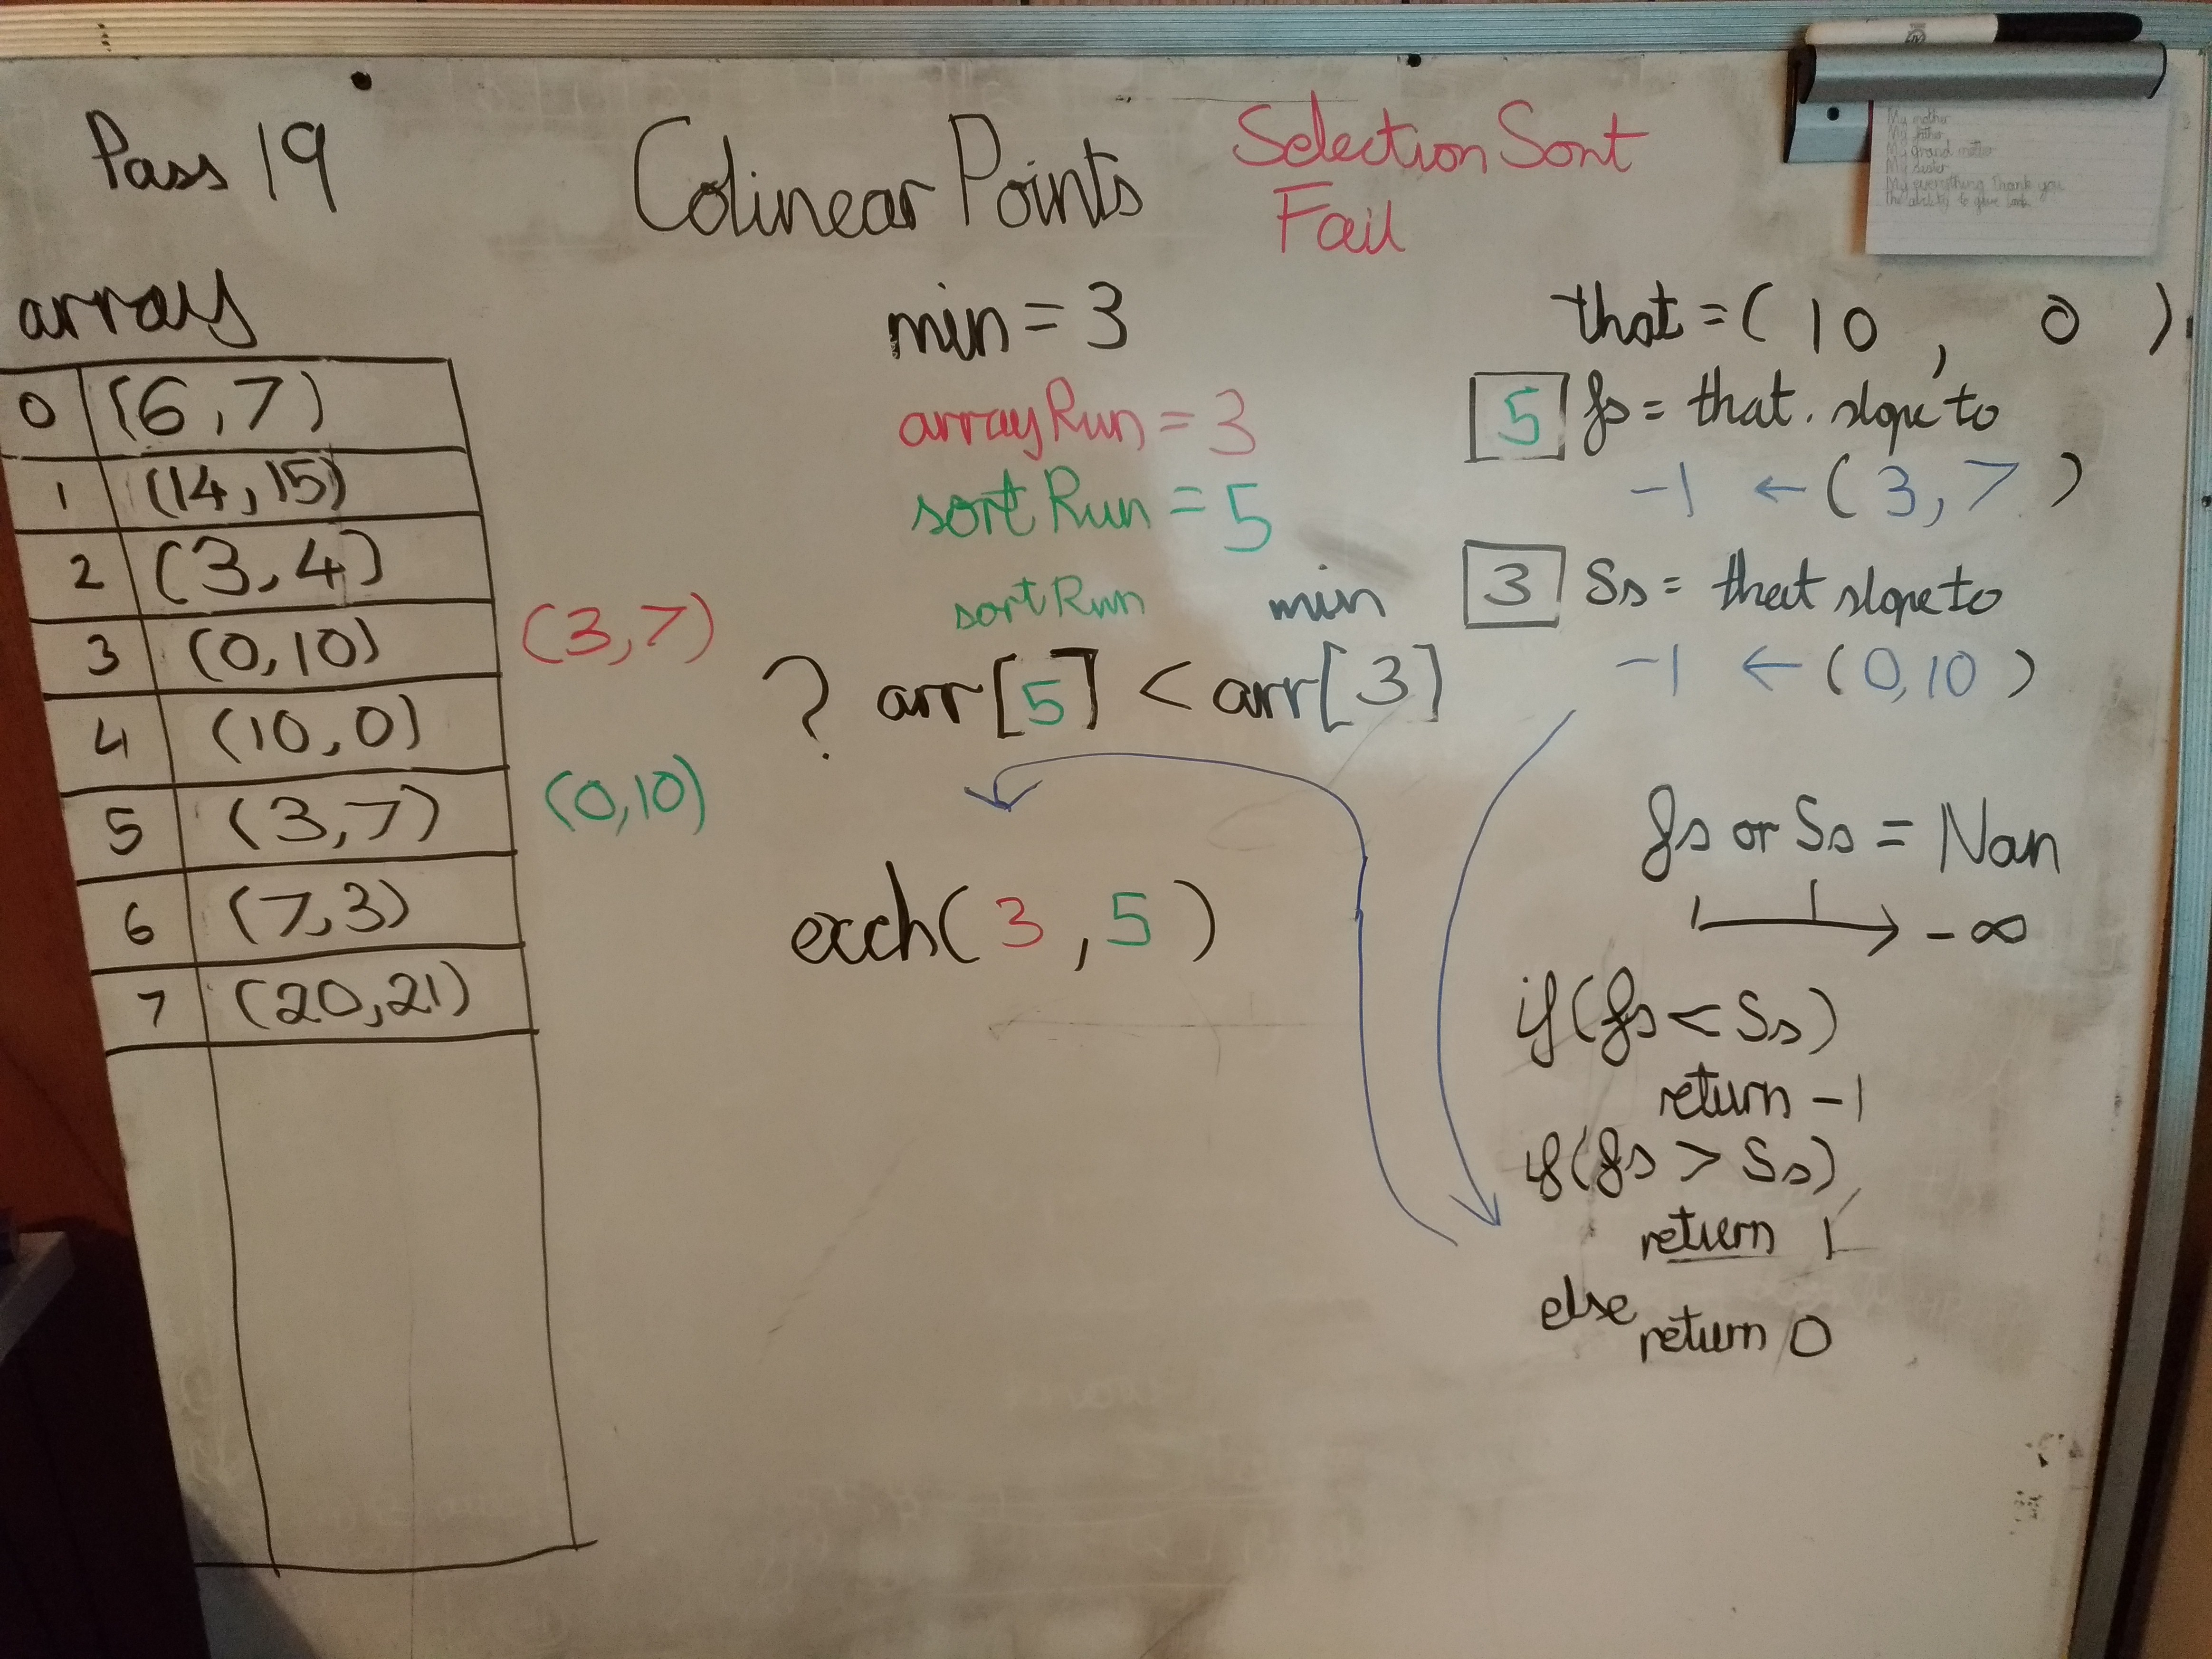 Pass 19
Colinear Points
Selection Sort
Fail
My mother
My father
My grand mother
My sister
My everything thank you
the ability to give back
array
0 (6,7)
1 (14,15)
2 (3,4)
3 (0,10) (3,7)
4 (10,0)
5 (3,7) (0,10)
6 (7,3)
7 (20,21)
min = 3
arrayRun = 3
sortRun = 5
sortRun min
? arr[5] < arr[3]
exch(3,5)
that = (10, 0)
5 fs = that. slope to
-1 ← (3,7)
3 Ss = that slope to
-1 ← (0,10)
fs or Ss = Nan
→ -∞
if(fs < Ss)
return -1
if(fs > Ss)
return 1
else
return 0